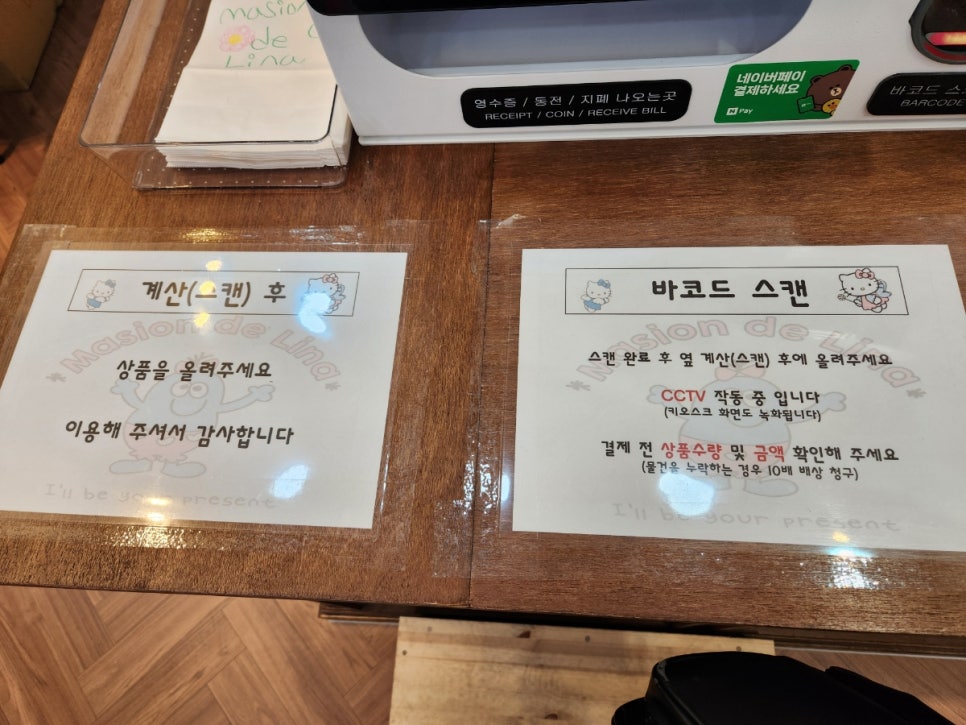 masion
de
Lina
영수증 / 동전 / 지폐 나오는곳
RECEIPT / COIN / RECEIVE BILL
네이버페이
결제하세요
N Pay
바코드
BARCODE
계산(스캔) 후
Masion de Lina
상품을 올려주세요
이용해 주셔서 감사합니다
I'll be your present
바코드 스캔
Masion de Lina
스캔 완료 후 옆 계산(스캔) 후에 올려주세요
CCTV 작동 중 입니다
(키오스크 화면도 녹화됩니다)
결제 전 상품수량 및 금액 확인해 주세요
(물건을 누락하는 경우 10배 배상 청구)
I'll be your present